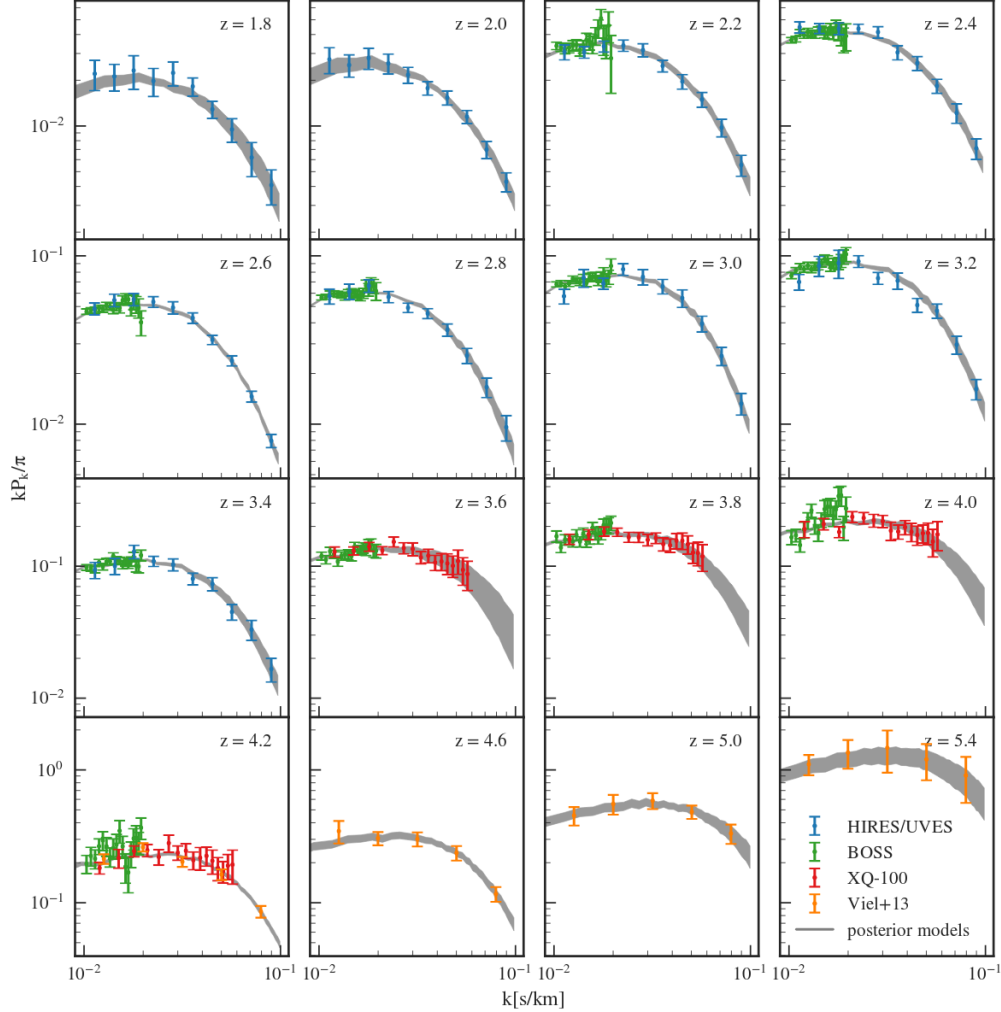 z = 1.8
z = 2.0
z = 2.2
z = 2.4
10⁻²
z = 2.6
z = 2.8
z = 3.0
z = 3.2
10⁻¹
10⁻²
kPₖ/π
z = 3.4
z = 3.6
z = 3.8
z = 4.0
10⁻¹
10⁻²
z = 4.2
z = 4.6
z = 5.0
z = 5.4
10⁰
10⁻¹
HIRES/UVES
BOSS
XQ-100
Viel+13
posterior models
10⁻² 10⁻¹ 10⁻² 10⁻¹ 10⁻² 10⁻¹ 10⁻² 10⁻¹
k[s/km]